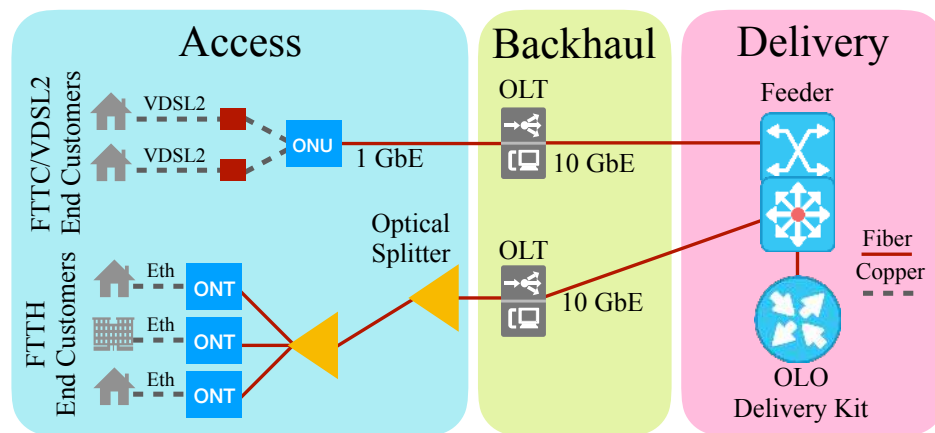 Access
Backhaul
Delivery
FTTC/VDSL2
End Customers
VDSL2
VDSL2
ONU
1 GbE
OLT
10 GbE
Feeder
Optical
Splitter
OLT
10 GbE
Fiber
Copper
FTTH
End Customers
Eth
ONT
Eth
ONT
Eth
ONT
OLO
Delivery Kit